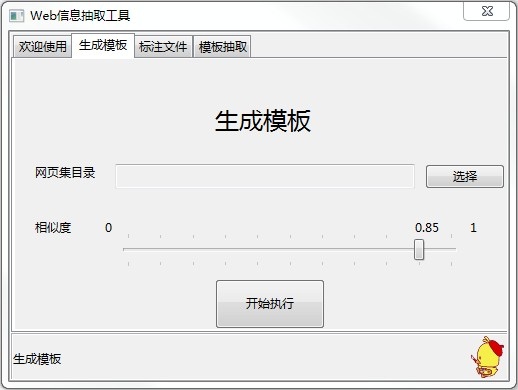 Web信息抽取工具
欢迎使用 生成模板 标注文件 模板抽取
生成模板
网页集目录 选择
相似度 0 0.85 1
开始执行
生成模板